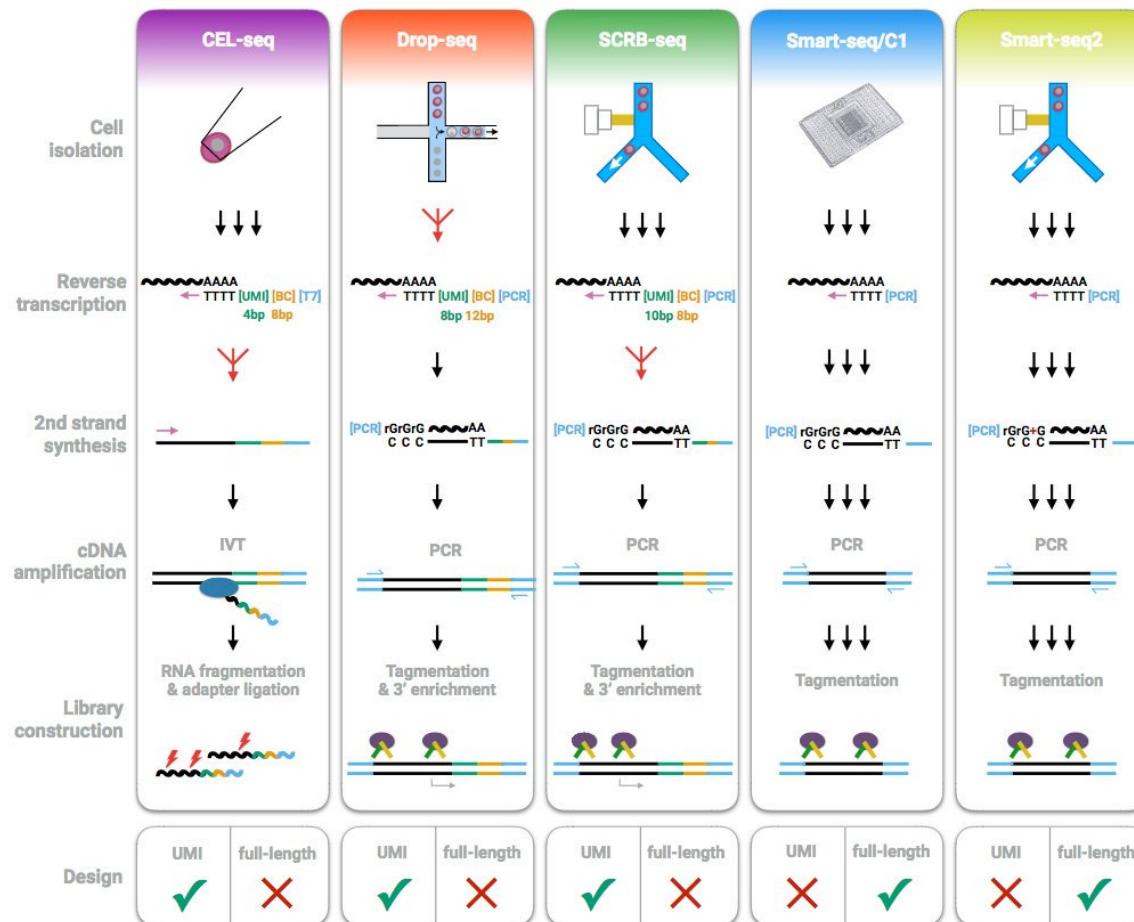 CEL-seq
Drop-seq
SCRB-seq
Smart-seq/C1
Smart-seq2
Cell
isolation
Reverse
transcription
AAAA
TTTT [UMI] [BC] [T7]
4bp 8bp
AAAA
TTTT [UMI] [BC] [PCR]
8bp 12bp
AAAA
TTTT [UMI] [BC] [PCR]
10bp 8bp
AAAA
TTTT [PCR]
AAAA
TTTT [PCR]
2nd strand
synthesis
[PCR] rGrGrG AA
C C C TT
[PCR] rGrGrG AA
C C C TT
[PCR] rGrGrG AA
C C C TT
[PCR] rGrG+G AA
C C C TT
cDNA
amplification
IVT
PCR
PCR
PCR
PCR
Library
construction
RNA fragmentation
& adapter ligation
Tagmentation
& 3' enrichment
Tagmentation
& 3' enrichment
Tagmentation
Tagmentation
Design
UMI full-length
UMI full-length
UMI full-length
UMI full-length
UMI full-length